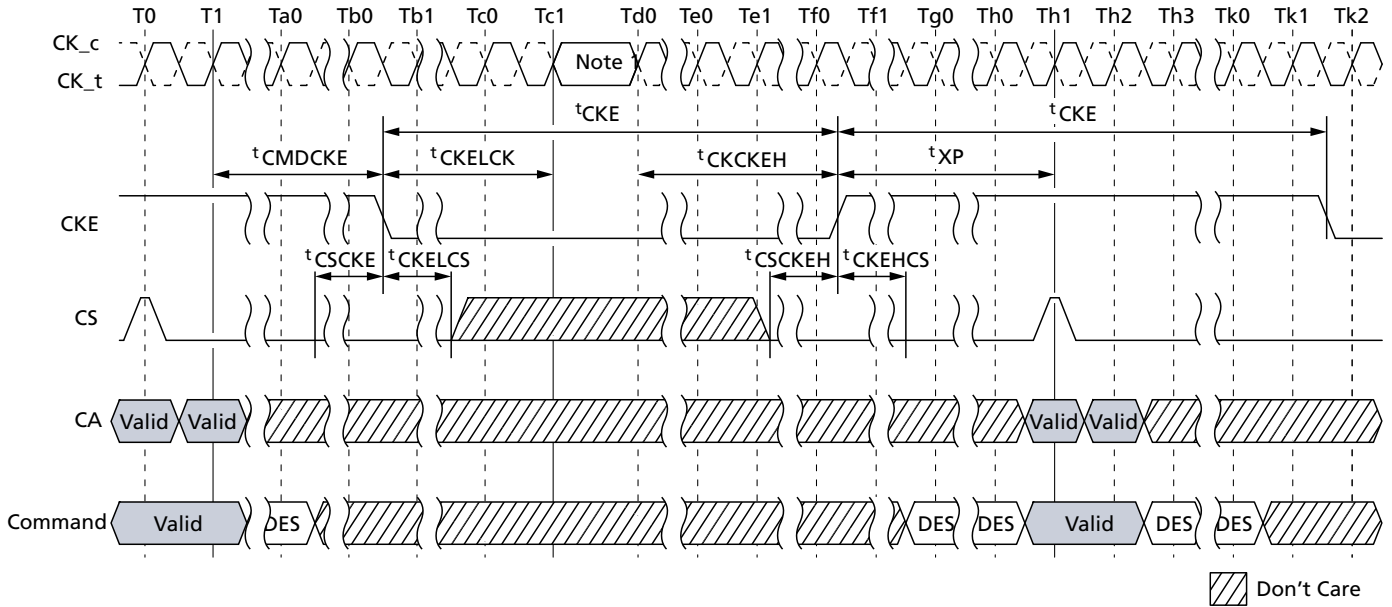 T0 T1 Ta0 Tb0 Tb1 Tc0 Tc1 Td0 Te0 Te1 Tf0 Tf1 Tg0 Th0 Th1 Th2 Th3 Tk0 Tk1 Tk2
CK_c
CK_t
Note 1
tCKE tCKE
tCMDCKE tCKELCK tCKCKEH tXP
CKE
tCSCKE tCKELCS tCSCKEH tCKEHCS
CS
CA Valid Valid Valid Valid
Command Valid DES DES DES Valid DES DES
Don't Care